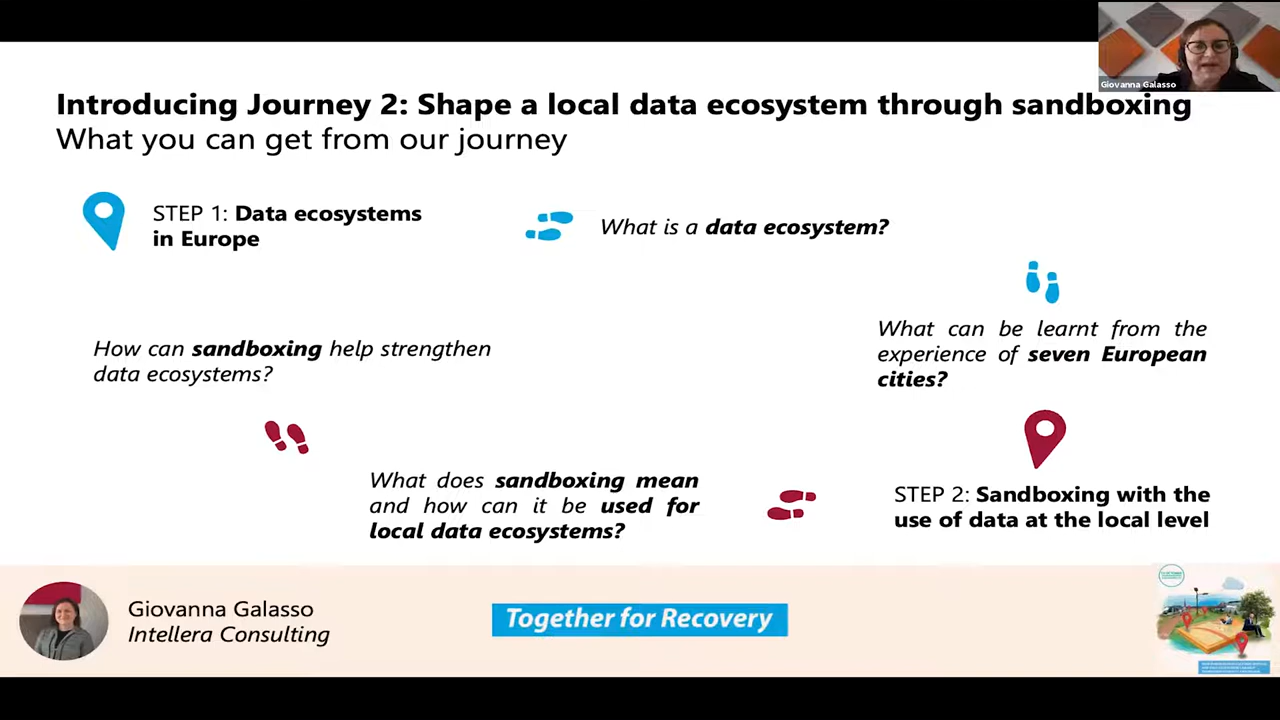 Giovanna Galasso
Introducing Journey 2: Shape a local data ecosystem through sandboxing
What you can get from our journey
STEP 1: Data ecosystems
in Europe
What is a data ecosystem?
What can be learnt from the
experience of seven European
cities?
STEP 2: Sandboxing with the
use of data at the local level
What does sandboxing mean
and how can it be used for
local data ecosystems?
How can sandboxing help strengthen
data ecosystems?
Giovanna Galasso
Intellera Consulting
Together for Recovery